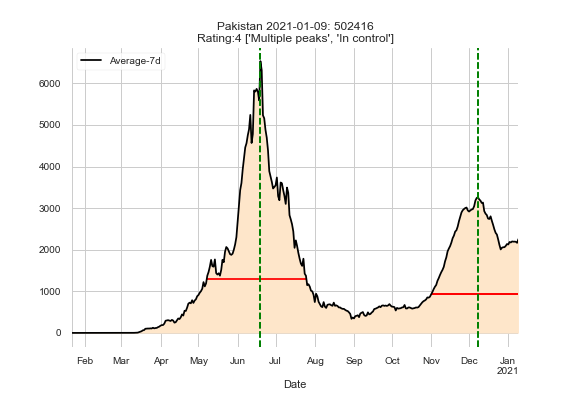 Pakistan 2021-01-09: 502416
Rating:4 ['Multiple peaks', 'In control']
Average-7d
6000
5000
4000
3000
2000
1000
0
Feb Mar Apr May Jun Jul Aug Sep Oct Nov Dec Jan
2021
Date